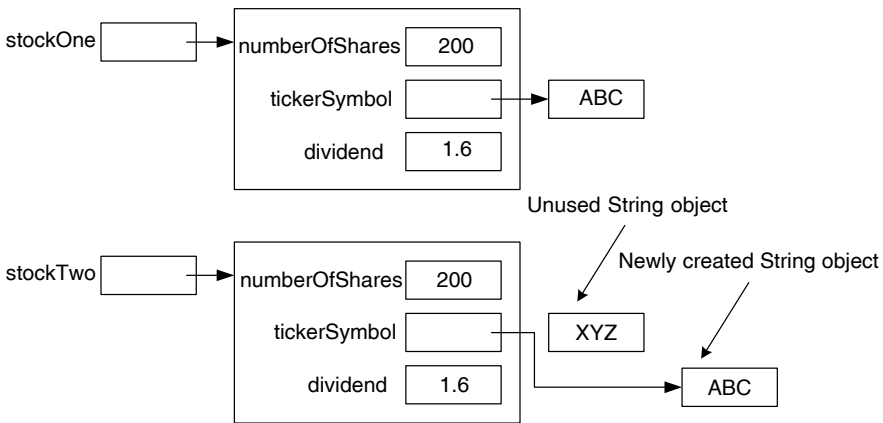 stockOne
numberOfShares 200
tickerSymbol
ABC
dividend 1.6
Unused String object
Newly created String object
stockTwo
numberOfShares 200
tickerSymbol
XYZ
dividend 1.6
ABC